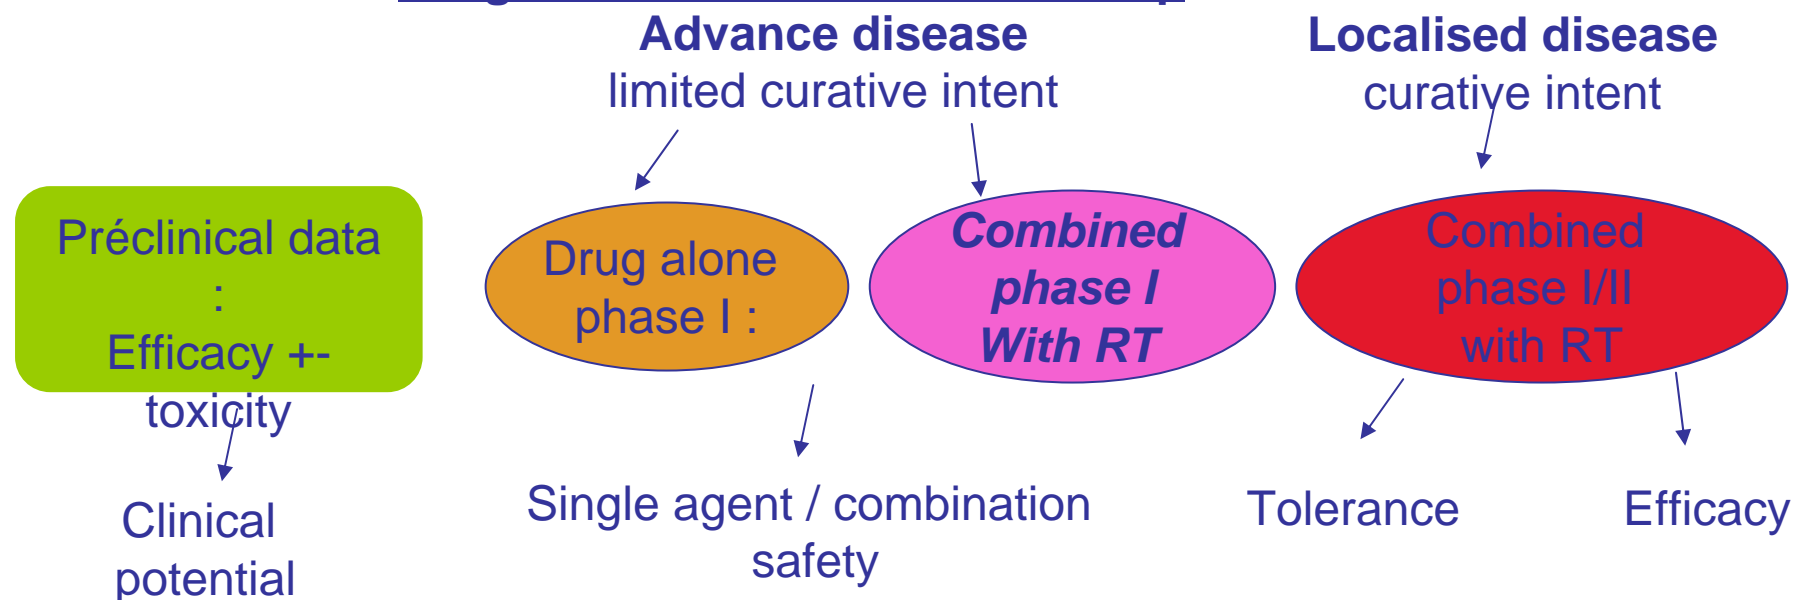 Advance disease
limited curative intent
Localised disease
curative intent
Préclinical data
:
Efficacy +-
toxicity
Drug alone
phase I :
Combined
phase I
With RT
Combined
phase I/II
with RT
Clinical
potential
Single agent / combination
safety
Tolerance
Efficacy